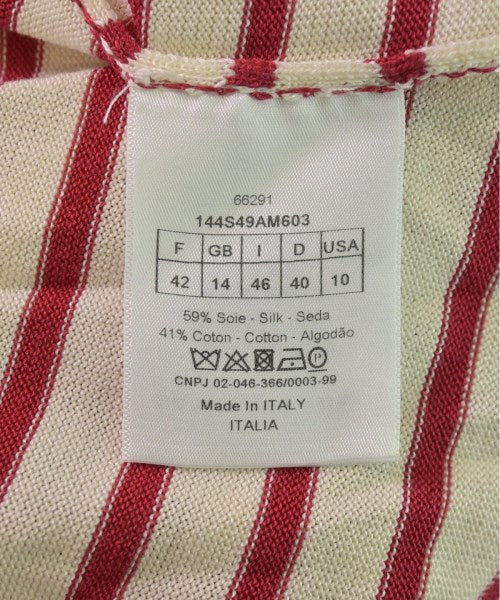 66291
144S49AM603
F GB I D USA
42 14 46 40 10
59% Soie - Silk - Seda
41% Coton - Cotton - Algodão
P
CNPJ 02-046-366/0003-99
Made In ITALY
ITALIA